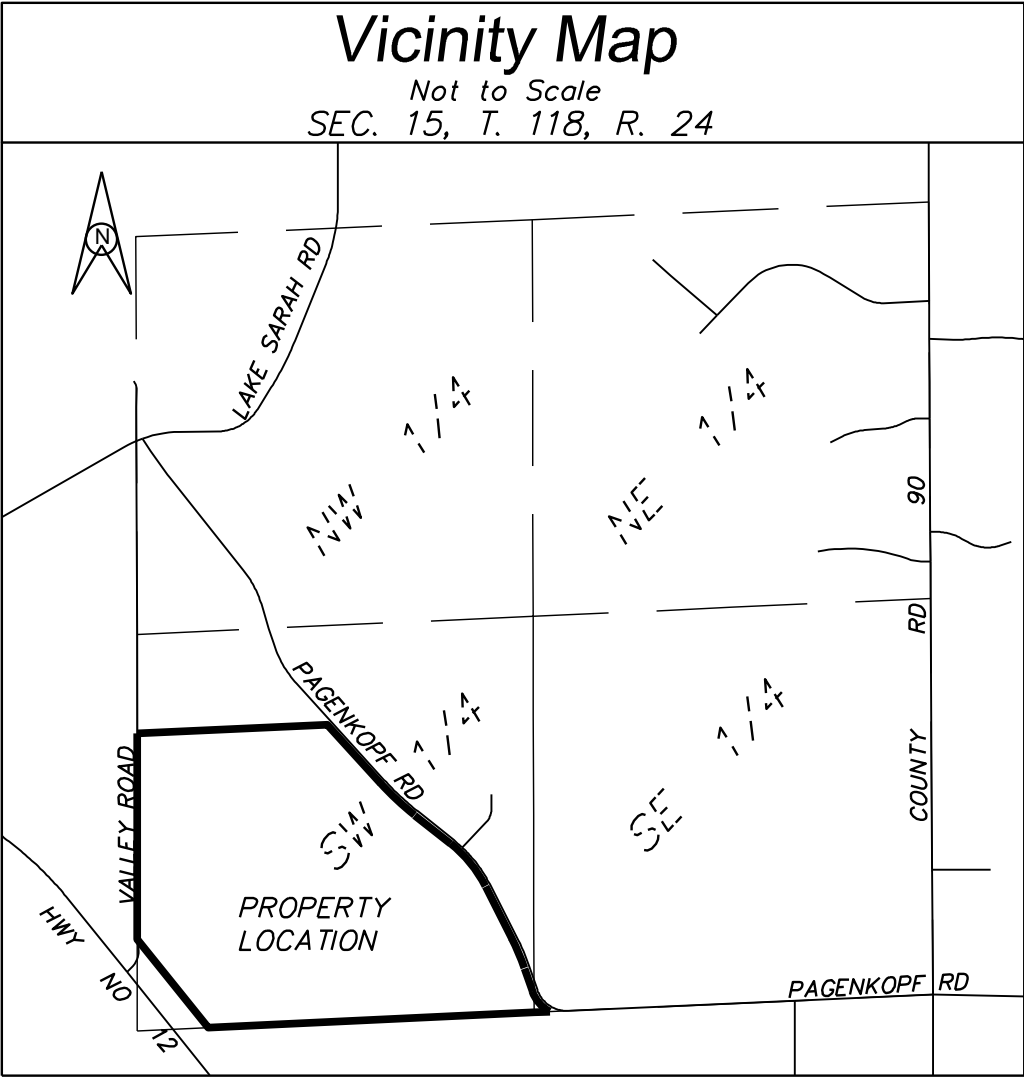 Vicinity Map
Not to Scale
SEC. 15, T. 118, R. 24
N
LAKE SARAH RD
NW 1/4
NE 1/4
COUNTY RD 90
PAGENKOPF RD
SW 1/4
SE 1/4
VALLEY ROAD
PROPERTY
LOCATION
HWY NO 12
PAGENKOPF RD